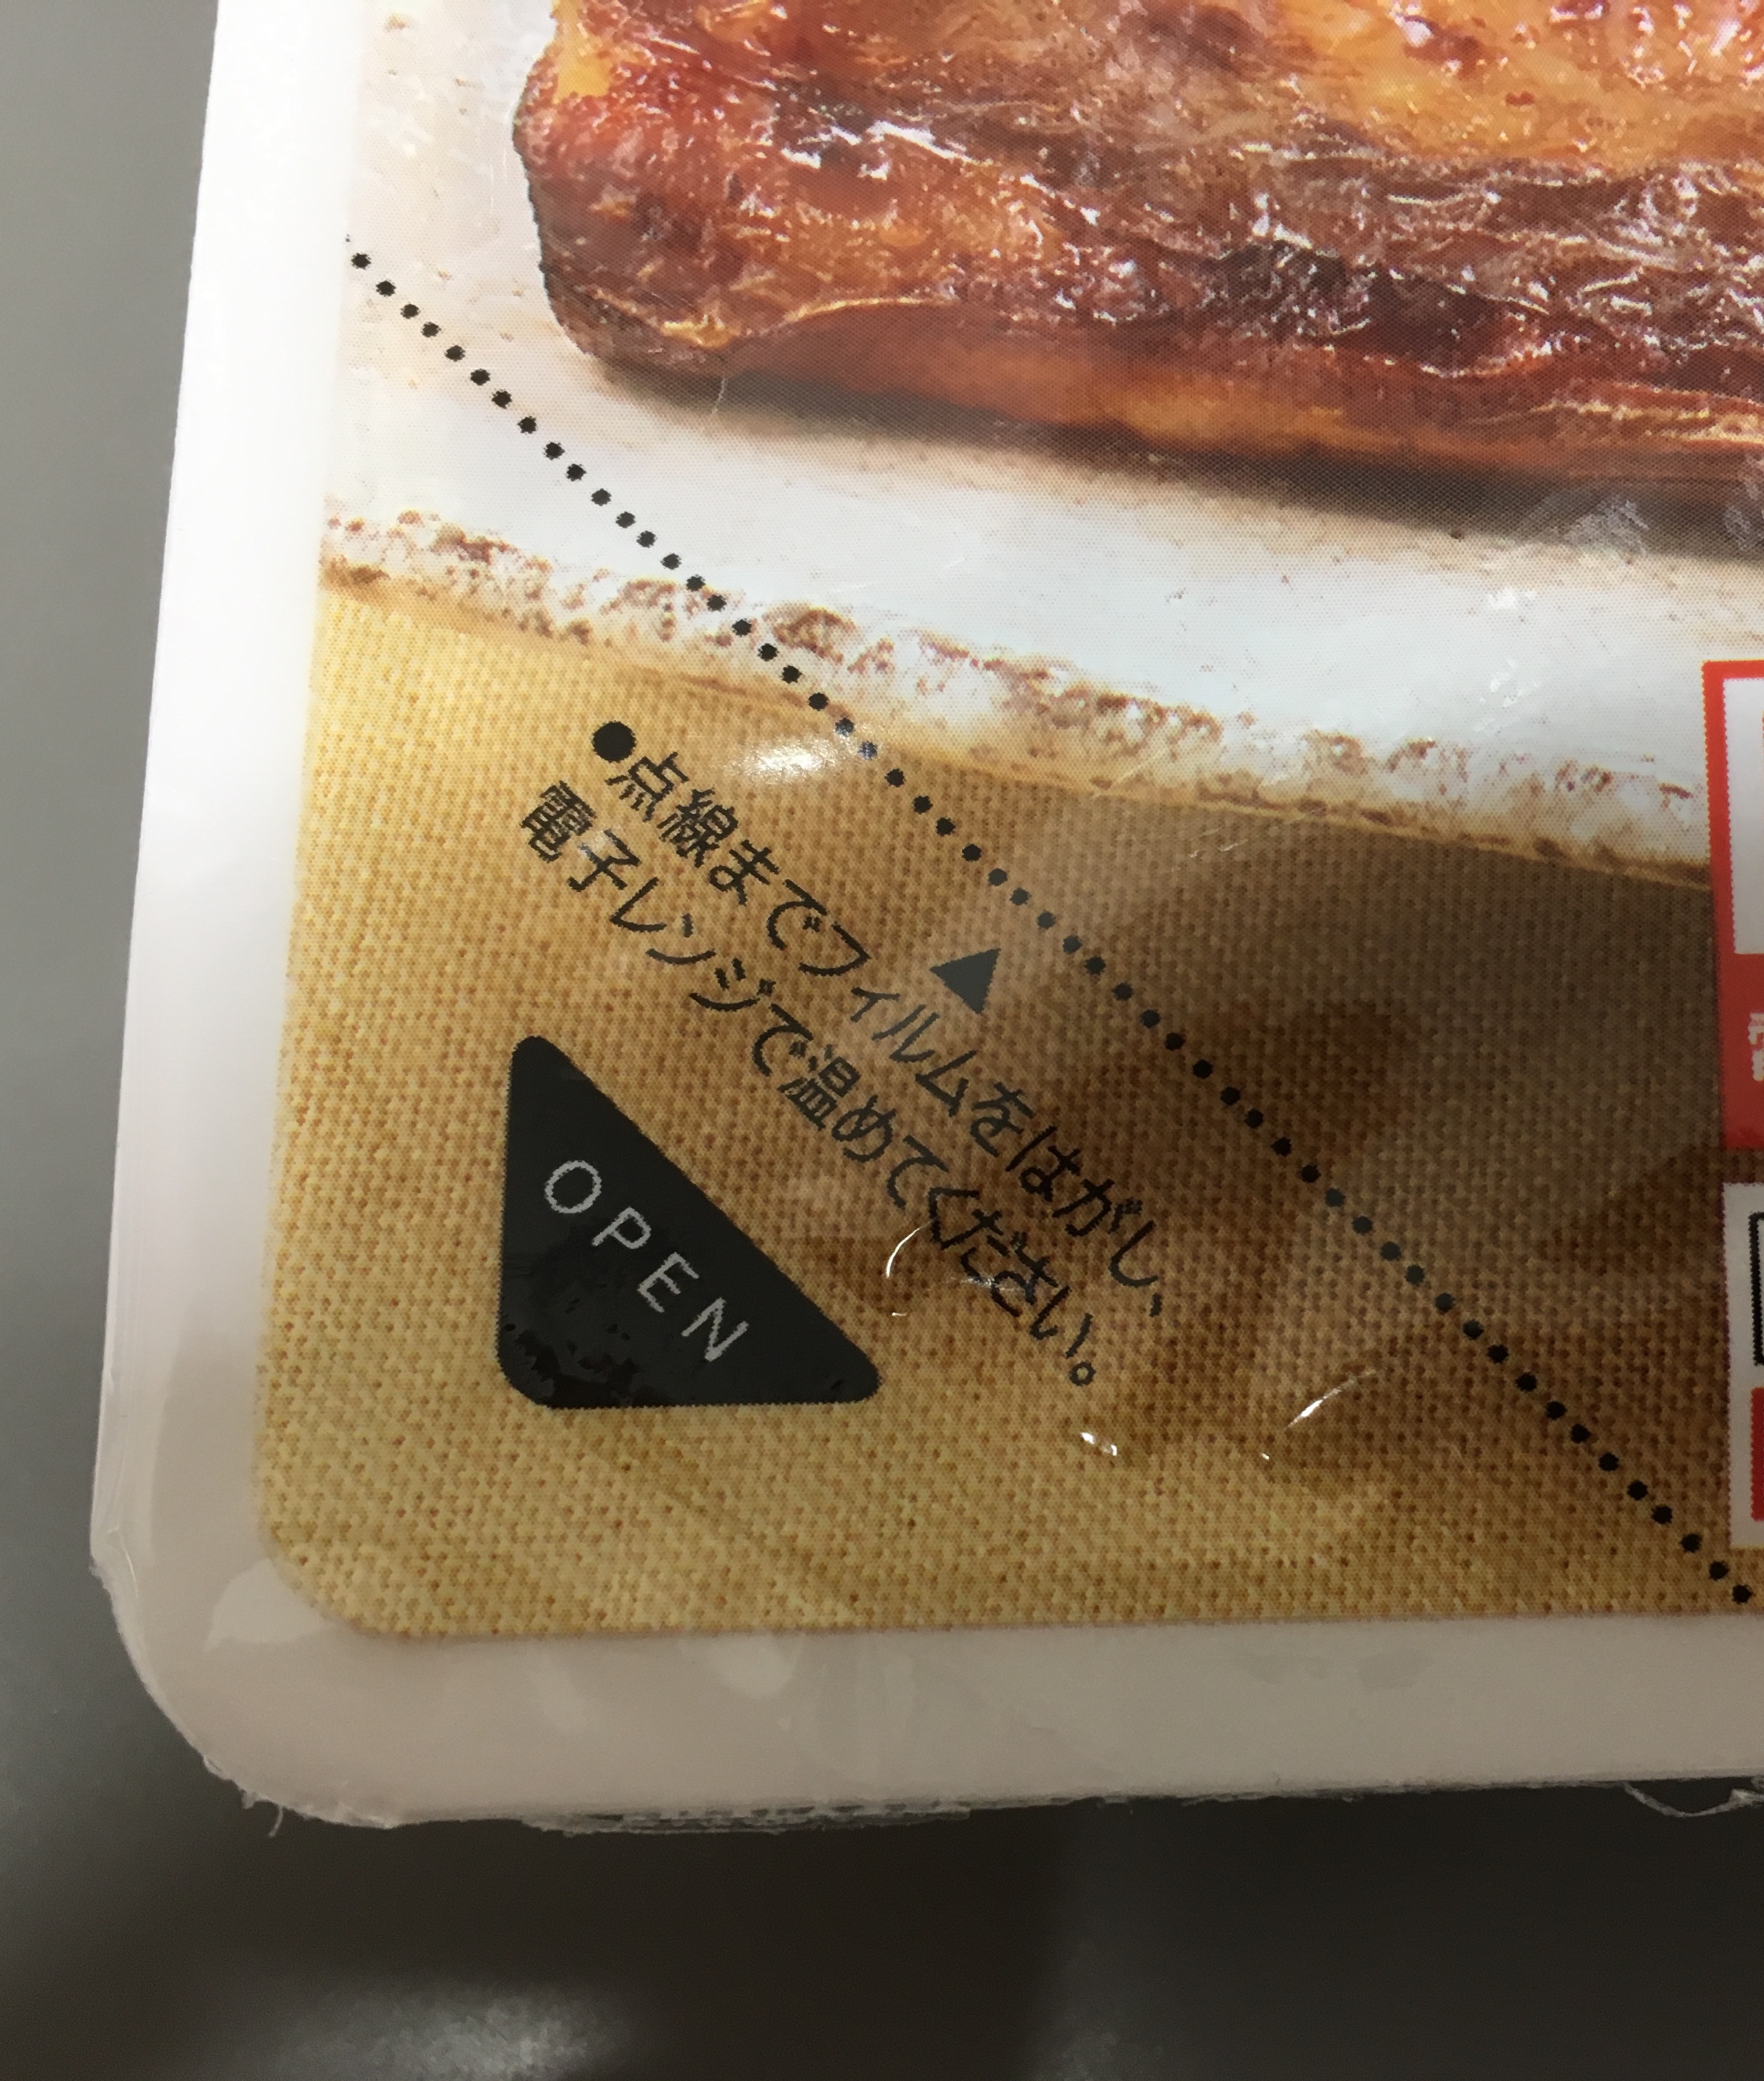 ●点線までフィルムをはがし、
電子レンジで温めてください。
OPEN